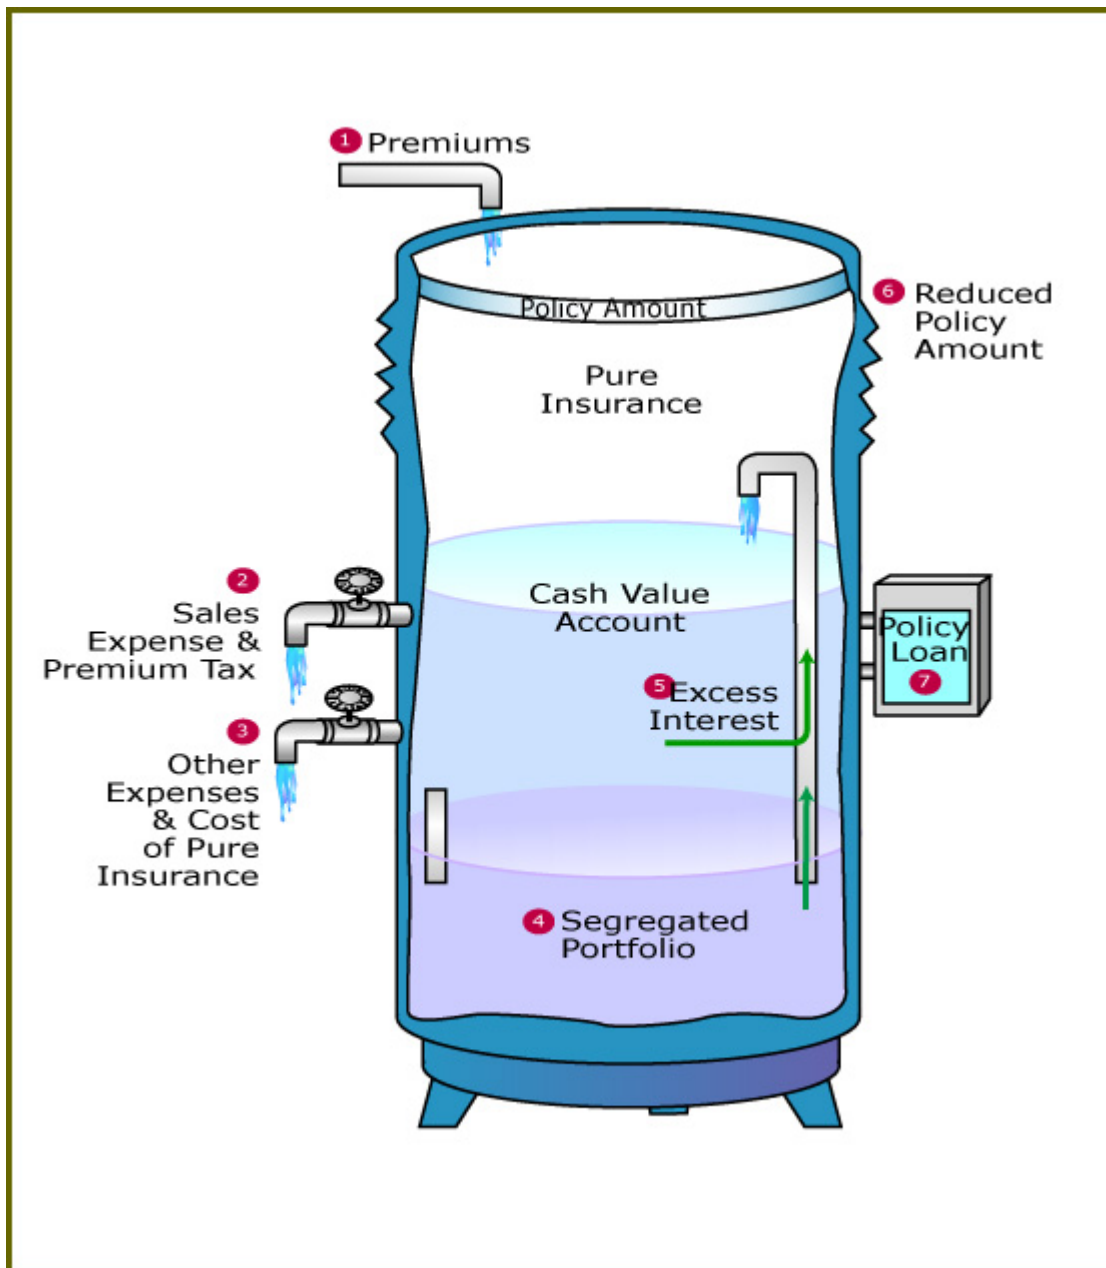 1 Premiums
Policy Amount
6 Reduced
Policy
Amount
Pure
Insurance
2
Sales
Expense &
Premium Tax
Cash Value
Account
Policy
Loan
7
5 Excess
Interest
3
Other
Expenses
& Cost
of Pure
Insurance
4 Segregated
Portfolio